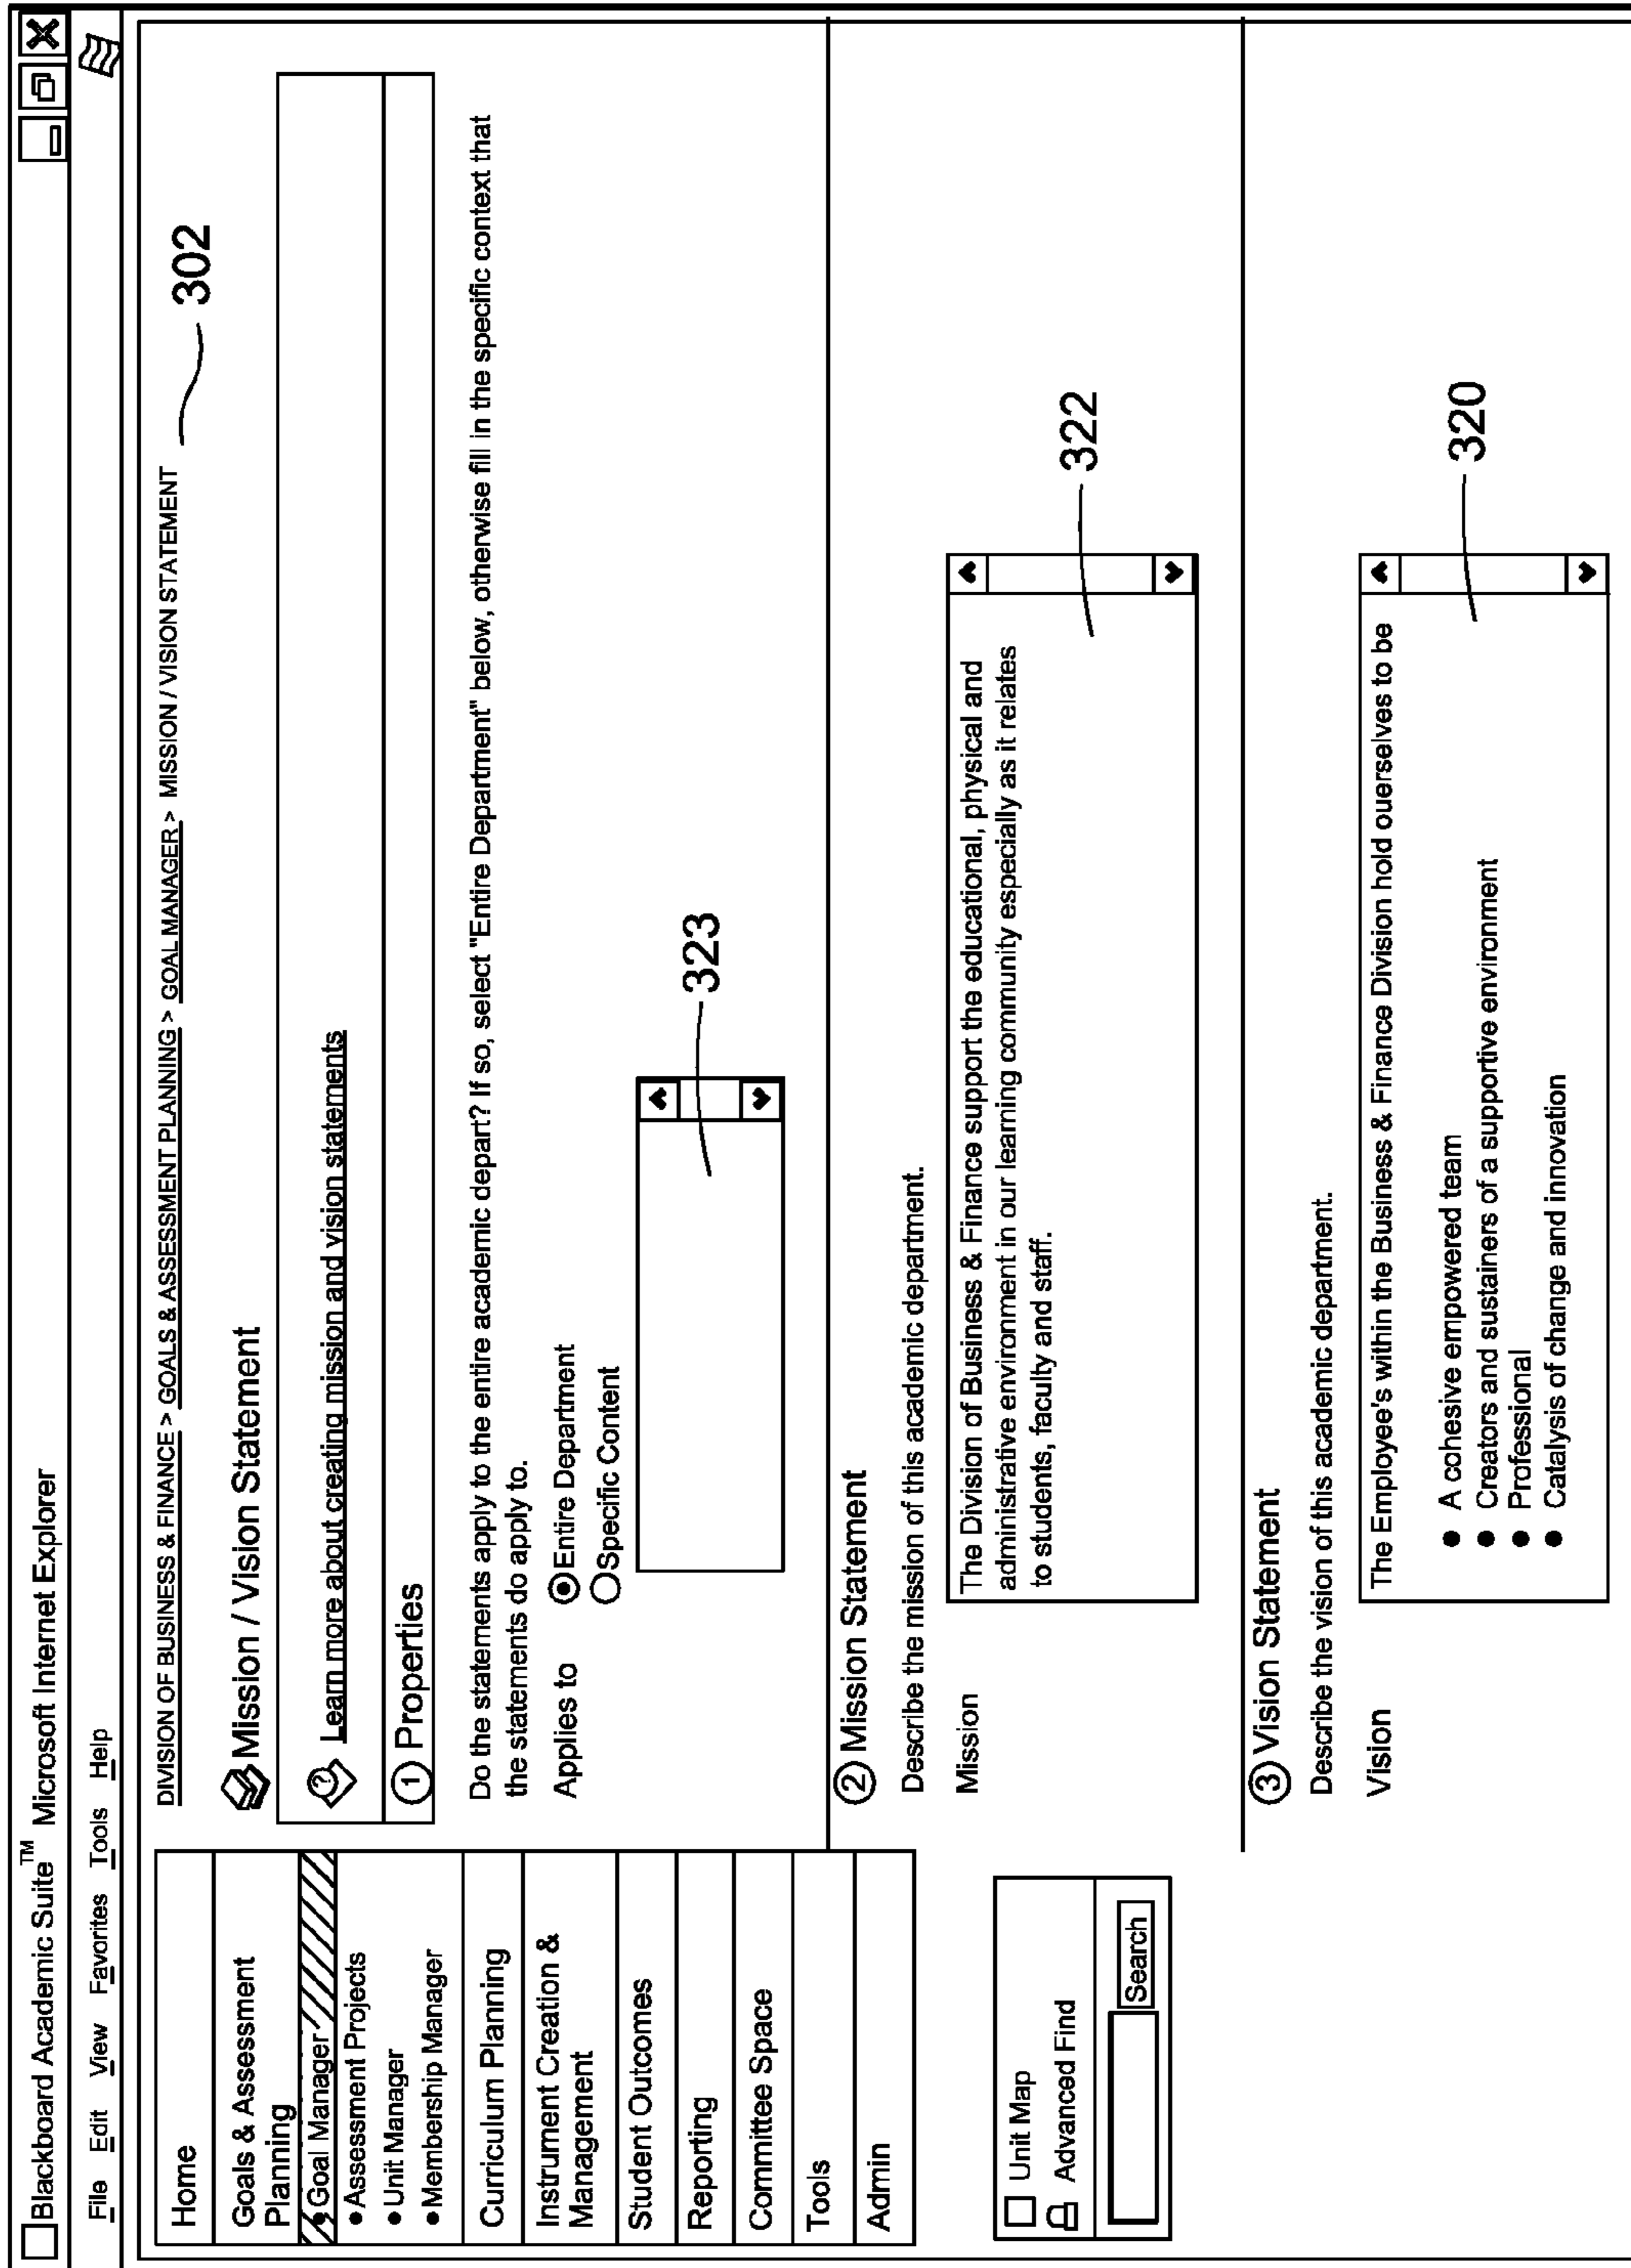 Blackboard Academic Suite™ Microsoft Internet Explorer
File Edit View Favorites Tools Help
Home
Goals & Assessment
Planning
• Goal Manager
• Assessment Projects
• Unit Manager
• Membership Manager
Curriculum Planning
Instrument Creation &
Management
Student Outcomes
Reporting
Committee Space
Tools
Admin
Unit Map
Advanced Find
Search
DIVISION OF BUSINESS & FINANCE > GOALS & ASSESSMENT PLANNING > GOAL MANAGER > MISSION / VISION STATEMENT
302
Mission / Vision Statement
? Learn more about creating mission and vision statements
1 Properties
Do the statements apply to the entire academic depart? If so, select "Entire Department" below, otherwise fill in the specific context that
the statements do apply to.
Applies to Entire Department
Specific Content
323
2 Mission Statement
Describe the mission of this academic department.
Mission
The Division of Business & Finance support the educational, physical and
administrative environment in our learning community especially as it relates
to students, faculty and staff.
322
3 Vision Statement
Describe the vision of this academic department.
Vision
The Employee's within the Business & Finance Division hold ouerselves to be
• A cohesive empowered team
• Creators and sustainers of a supportive environment
• Professional
• Catalysis of change and innovation
320